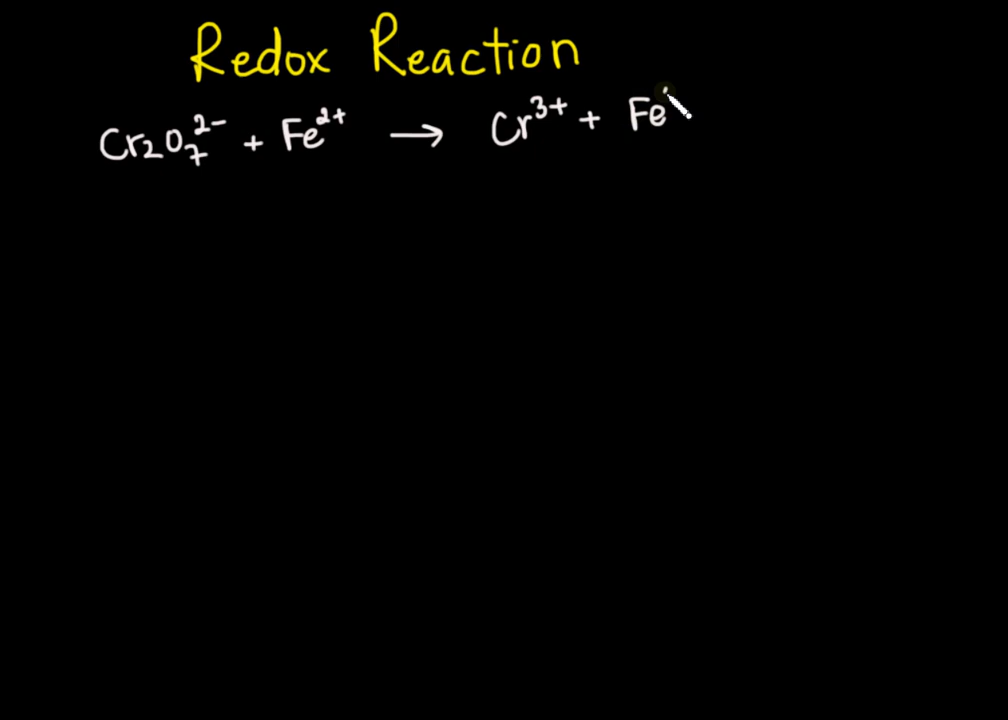 Redox Reaction
Cr₂O₇²⁻ + Fe²⁺ → Cr³⁺ + Fe